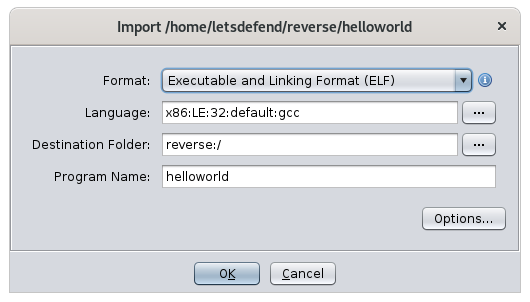 Import /home/letsdefend/reverse/helloworld
×
Format: Executable and Linking Format (ELF)
Language: x86:LE:32:default:gcc ...
Destination Folder: reverse:/ ...
Program Name: helloworld
Options...
OK Cancel